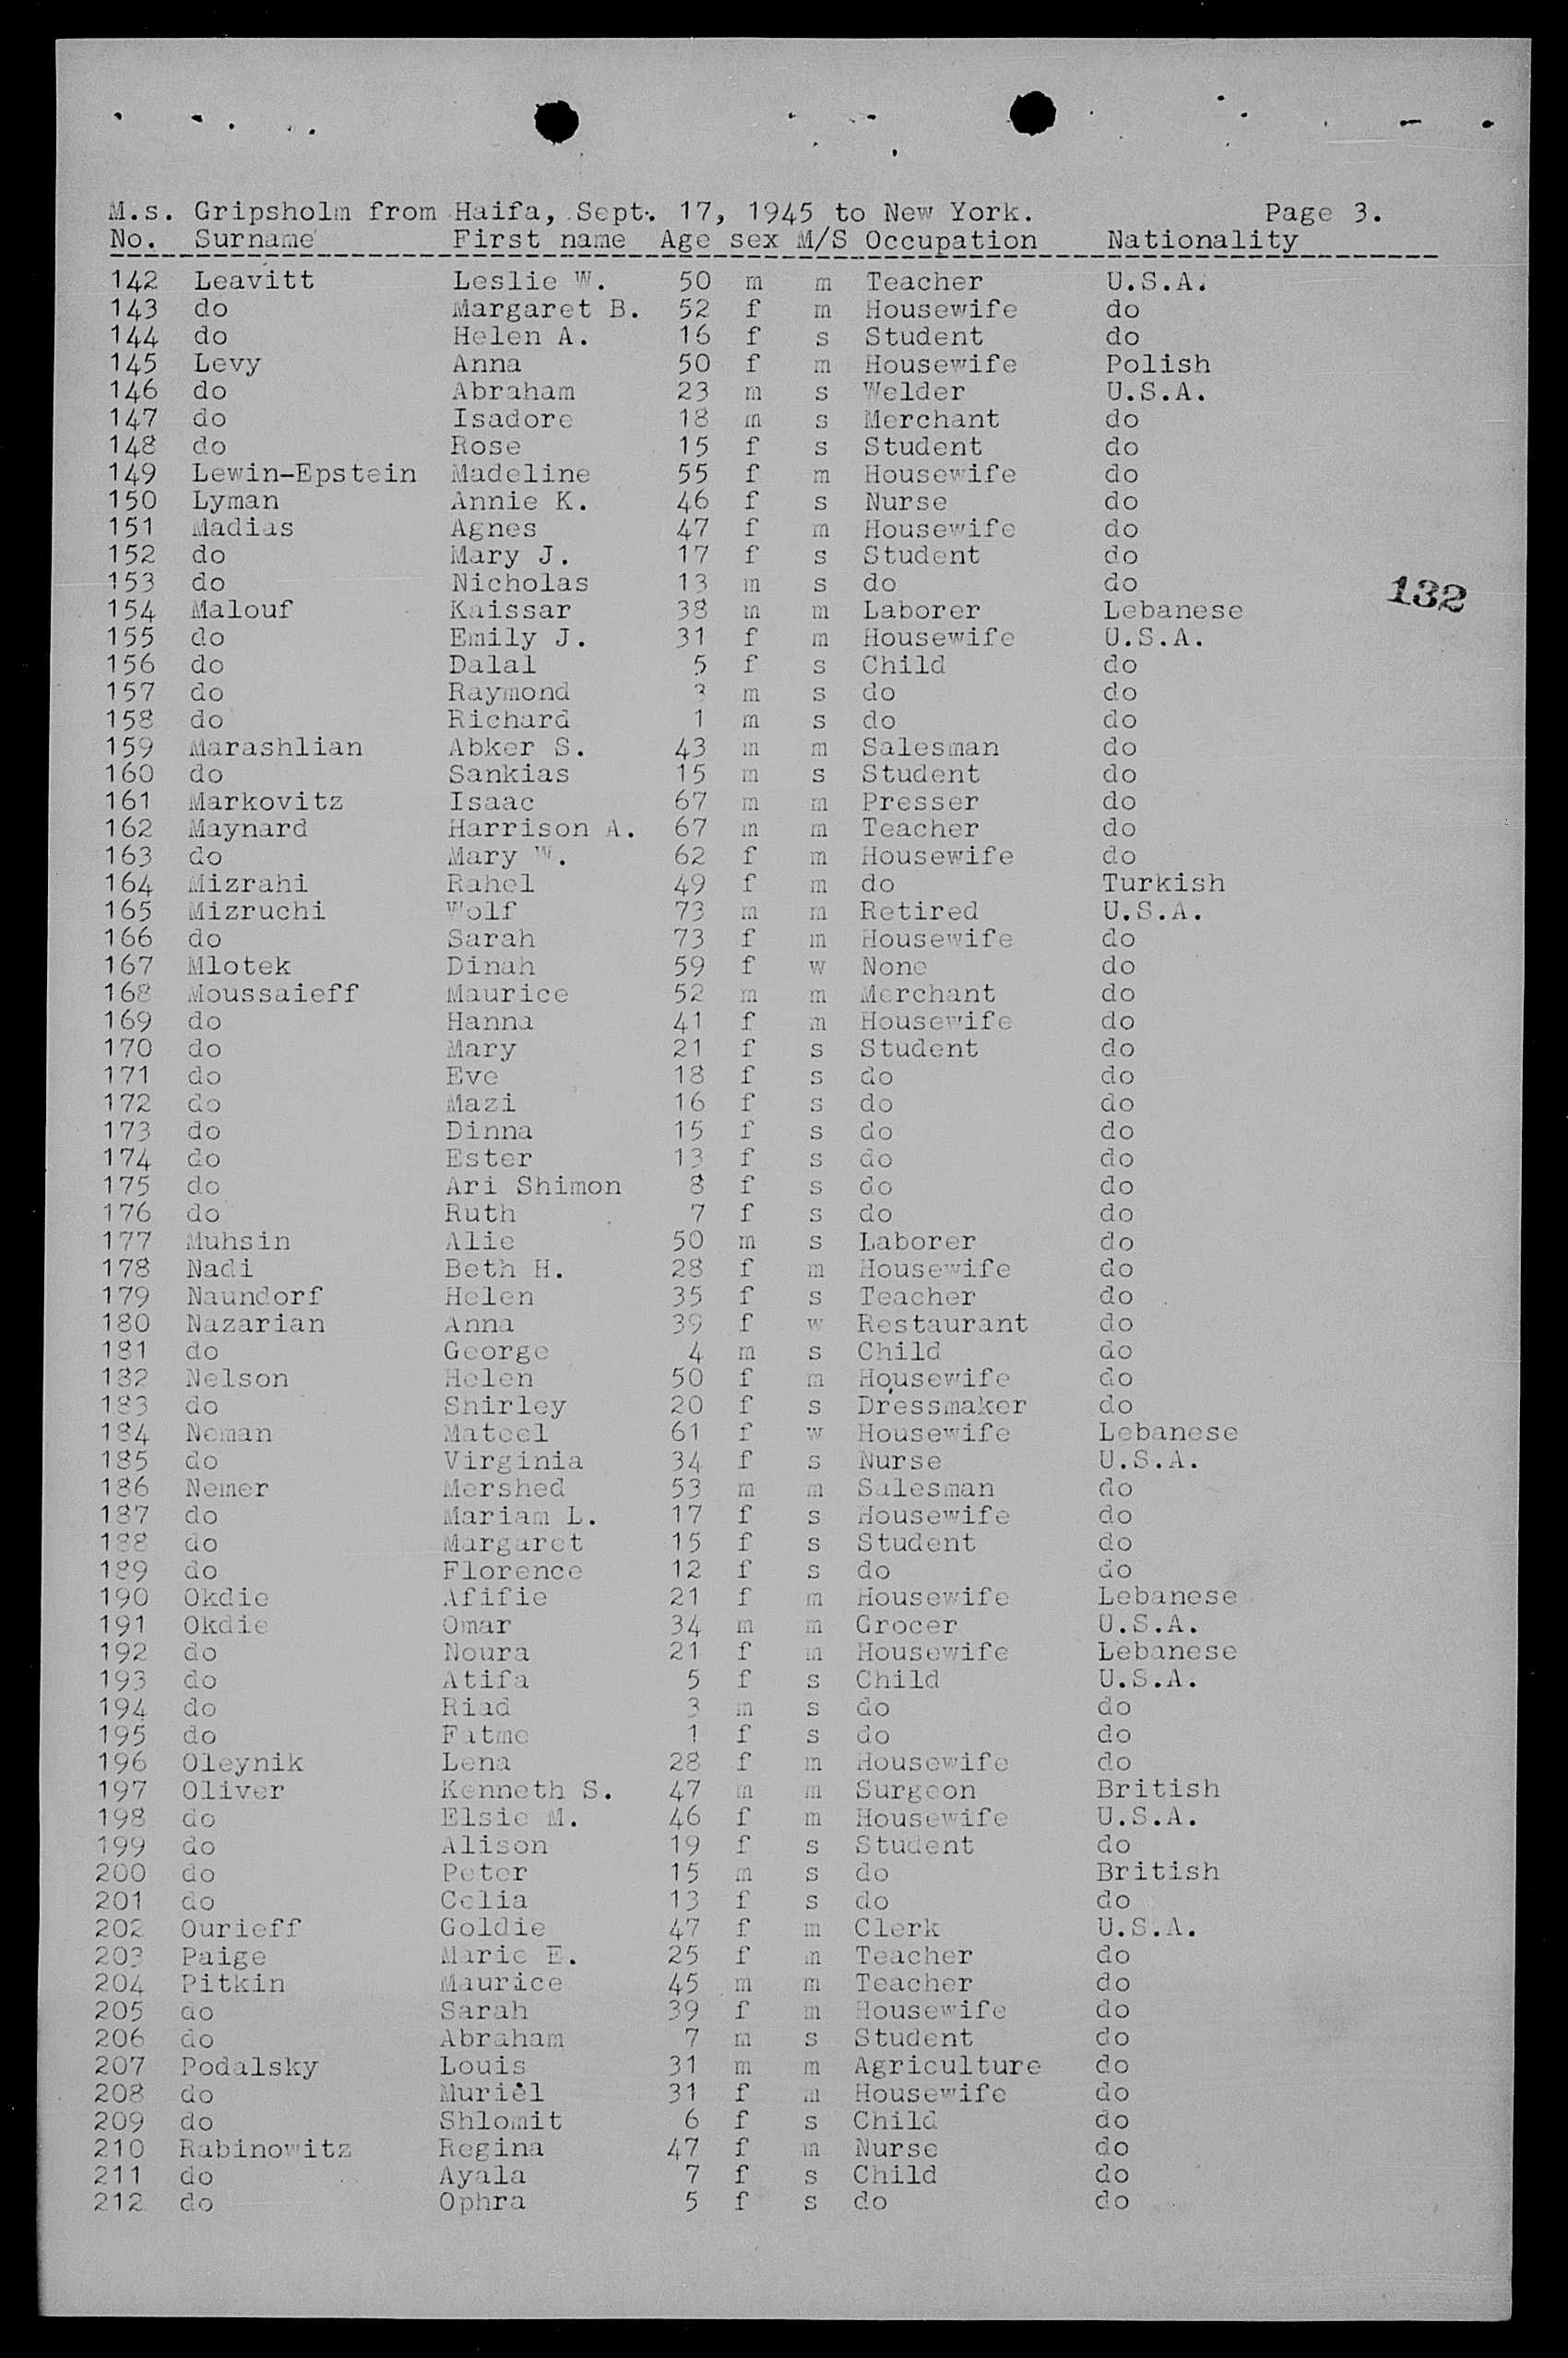 M.s. Gripsholm from Haifa, Sept. 17, 1945 to New York. Page 3.
No. Surname First name Age sex M/S Occupation Nationality
142 Leavitt Leslie W. 50 m m Teacher U.S.A.
143 do Margaret B. 52 f m Housewife do
144 do Helen A. 16 f s Student do
145 Levy Anna 50 f m Housewife Polish
146 do Abraham 23 m s Welder U.S.A.
147 do Isadore 18 m s Merchant do
148 do Rose 15 f s Student do
149 Lewin-Epstein Madeline 55 f m Housewife do
150 Lyman Annie K. 46 f s Nurse do
151 Madias Agnes 47 f m Housewife do
152 do Mary J. 17 f s Student do
153 do Nicholas 13 m s do do
132
154 Malouf Kaissar 38 m m Laborer Lebanese
155 do Emily J. 31 f m Housewife U.S.A.
156 do Dalal 5 f s Child do
157 do Raymond 3 m s do do
158 do Richard 1 m s do do
159 Marashlian Abker S. 43 m m Salesman do
160 do Sankias 15 m s Student do
161 Markovitz Isaac 67 m m Presser do
162 Maynard Harrison A. 67 m m Teacher do
163 do Mary W. 62 f m Housewife do
164 Mizrahi Rahel 49 f m do Turkish
165 Mizruchi Wolf 73 m m Retired U.S.A.
166 do Sarah 73 f m Housewife do
167 Mlotek Dinah 59 f w None do
168 Moussaieff Maurice 52 m m Merchant do
169 do Hanna 41 f m Housewife do
170 do Mary 21 f s Student do
171 do Eve 18 f s do do
172 do Mazi 16 f s do do
173 do Dinna 15 f s do do
174 do Ester 13 f s do do
175 do Ari Shimon 8 f s do do
176 do Ruth 7 f s do do
177 Muhsin Alie 50 m s Laborer do
178 Nadi Beth H. 28 f m Housewife do
179 Naundorf Helen 35 f s Teacher do
180 Nazarian Anna 39 f w Restaurant do
181 do George 4 m s Child do
182 Nelson Helen 50 f m Housewife do
183 do Shirley 20 f s Dressmaker do
184 Neman Mateel 61 f w Housewife Lebanese
185 do Virginia 34 f s Nurse U.S.A.
186 Nemer Mershed 53 m m Salesman do
187 do Mariam L. 17 f s Housewife do
188 do Margaret 15 f s Student do
189 do Florence 12 f s do do
190 Okdie Afifie 21 f m Housewife Lebanese
191 Okdie Omar 34 m m Grocer U.S.A.
192 do Noura 21 f m Housewife Lebanese
193 do Atifa 5 f s Child U.S.A.
194 do Riad 3 m s do do
195 do Fatme 1 f s do do
196 Oleynik Lena 28 f m Housewife do
197 Oliver Kenneth S. 47 m m Surgeon British
198 do Elsie M. 46 f m Housewife U.S.A.
199 do Alison 19 f s Student do
200 do Peter 15 m s do British
201 do Celia 13 f s do do
202 Ourieff Goldie 47 f m Clerk U.S.A.
203 Paige Marie E. 25 f m Teacher do
204 Pitkin Maurice 45 m m Teacher do
205 do Sarah 39 f m Housewife do
206 do Abraham 7 m s Student do
207 Podalsky Louis 31 m m Agriculture do
208 do Muriel 31 f m Housewife do
209 do Shlomit 6 f s Child do
210 Rabinowitz Regina 47 f m Nurse do
211 do Ayala 7 f s Child do
212 do Ophra 5 f s do do